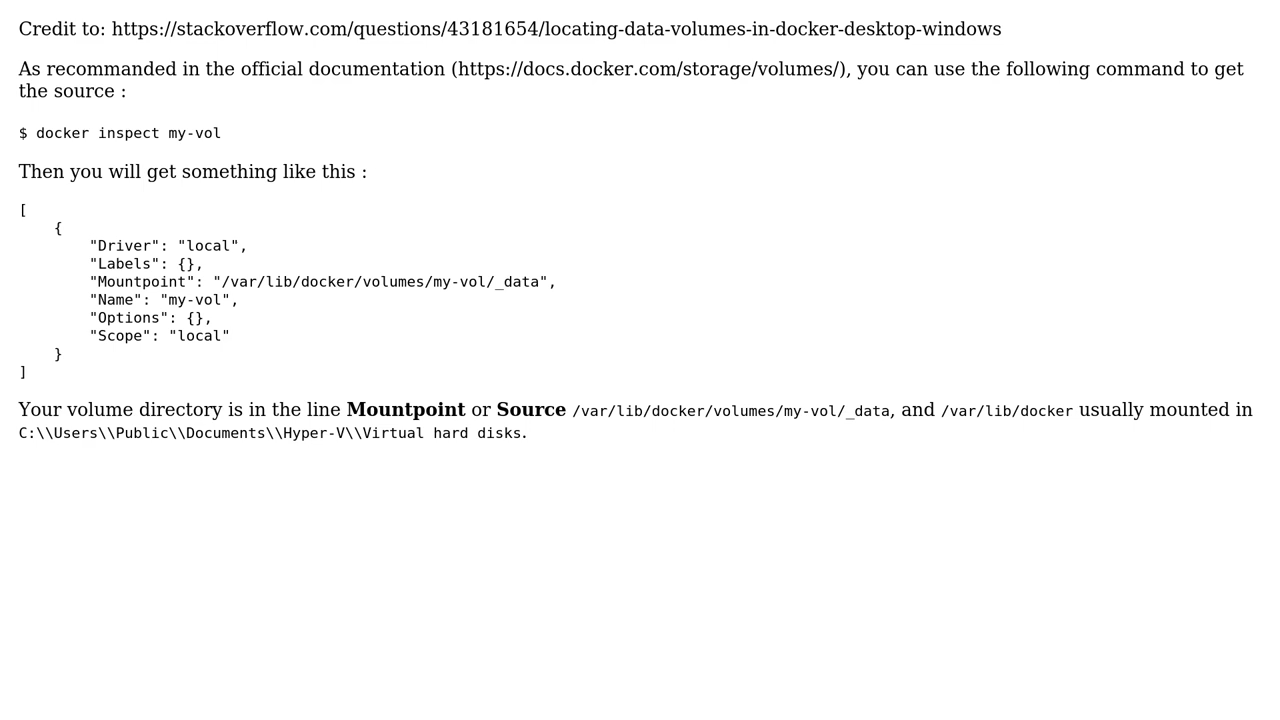 Credit to: https://stackoverflow.com/questions/43181654/locating-data-volumes-in-docker-desktop-windows
As recommanded in the official documentation (https://docs.docker.com/storage/volumes/), you can use the following command to get
the source :
$ docker inspect my-vol
Then you will get something like this :
[
    {
        "Driver": "local",
        "Labels": {},
        "Mountpoint": "/var/lib/docker/volumes/my-vol/_data",
        "Name": "my-vol",
        "Options": {},
        "Scope": "local"
    }
]
Your volume directory is in the line Mountpoint or Source /var/lib/docker/volumes/my-vol/_data, and /var/lib/docker usually mounted in
C:\\Users\\Public\\Documents\\Hyper-V\\Virtual hard disks.